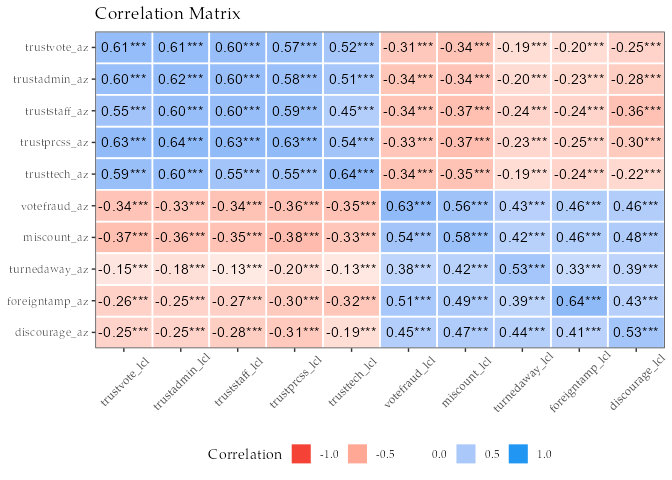 Correlation Matrix
trustvote_az 0.61*** 0.61*** 0.60*** 0.57*** 0.52*** -0.31*** -0.34*** -0.19*** -0.20*** -0.25***
trustadmin_az 0.60*** 0.62*** 0.60*** 0.58*** 0.51*** -0.34*** -0.34*** -0.20*** -0.23*** -0.28***
truststaff_az 0.55*** 0.60*** 0.60*** 0.59*** 0.45*** -0.34*** -0.37*** -0.24*** -0.24*** -0.36***
trustprcss_az 0.63*** 0.64*** 0.63*** 0.63*** 0.54*** -0.33*** -0.37*** -0.23*** -0.25*** -0.30***
trusttech_az 0.59*** 0.60*** 0.55*** 0.55*** 0.64*** -0.34*** -0.35*** -0.19*** -0.24*** -0.22***
votefraud_az -0.34*** -0.33*** -0.34*** -0.36*** -0.35*** 0.63*** 0.56*** 0.43*** 0.46*** 0.46***
miscount_az -0.37*** -0.36*** -0.35*** -0.38*** -0.33*** 0.54*** 0.58*** 0.42*** 0.46*** 0.48***
turnedaway_az -0.15*** -0.18*** -0.13*** -0.20*** -0.13*** 0.38*** 0.42*** 0.53*** 0.33*** 0.39***
foreigntamp_az -0.26*** -0.25*** -0.27*** -0.30*** -0.32*** 0.51*** 0.49*** 0.39*** 0.64*** 0.43***
discourage_az -0.25*** -0.25*** -0.28*** -0.31*** -0.19*** 0.45*** 0.47*** 0.44*** 0.41*** 0.53***
trustvote_lcl trustadmin_lcl truststaff_lcl trustprcss_lcl trusttech_lcl votefraud_lcl miscount_lcl turnedaway_lcl foreigntamp_lcl discourage_lcl
Correlation -1.0 -0.5 0.0 0.5 1.0